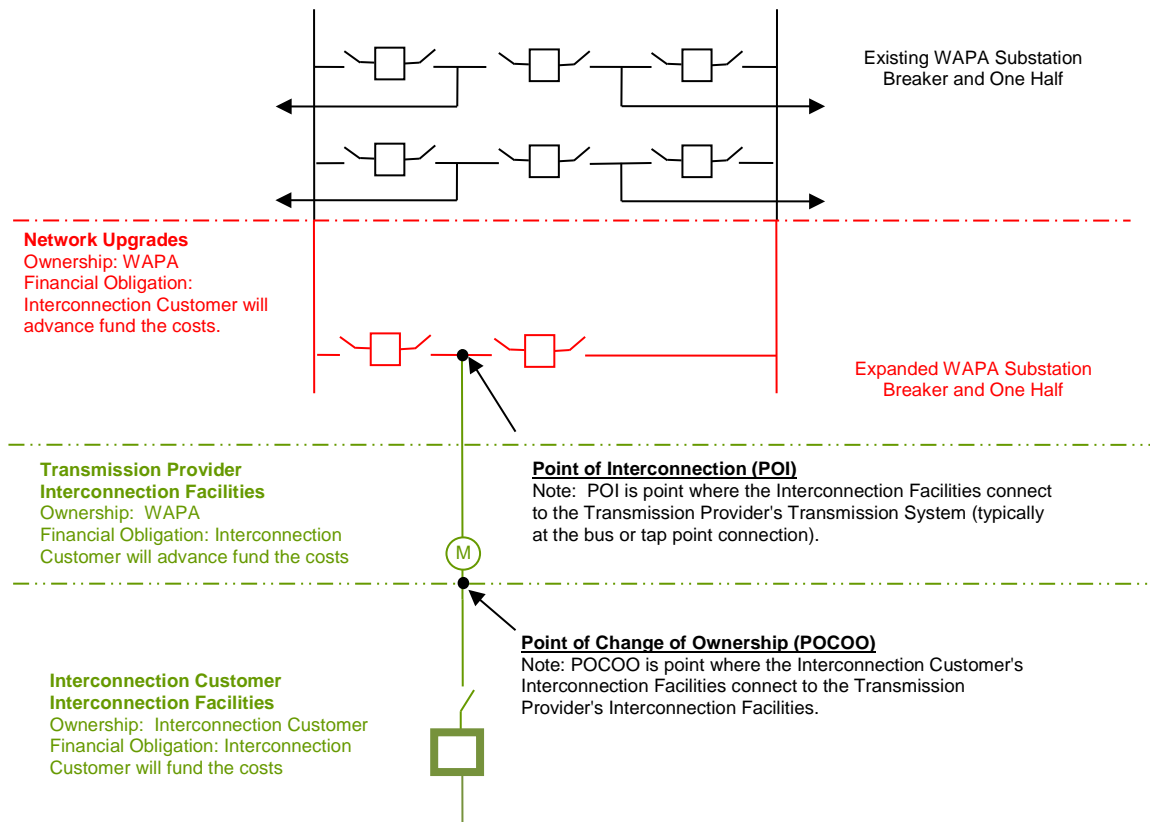 Existing WAPA Substation
Breaker and One Half
Network Upgrades
Ownership: WAPA
Financial Obligation:
Interconnection Customer will
advance fund the costs.
Expanded WAPA Substation
Breaker and One Half
Transmission Provider
Interconnection Facilities
Ownership:  WAPA
Financial Obligation: Interconnection
Customer will advance fund the costs
Point of Interconnection (POI)
Note:  POI is point where the Interconnection Facilities connect
to the Transmission Provider's Transmission System (typically
at the bus or tap point connection).
M
Point of Change of Ownership (POCOO)
Note: POCOO is point where the Interconnection Customer's
Interconnection Facilities connect to the Transmission
Provider's Interconnection Facilities.
Interconnection Customer
Interconnection Facilities
Ownership:  Interconnection Customer
Financial Obligation: Interconnection
Customer will fund the costs